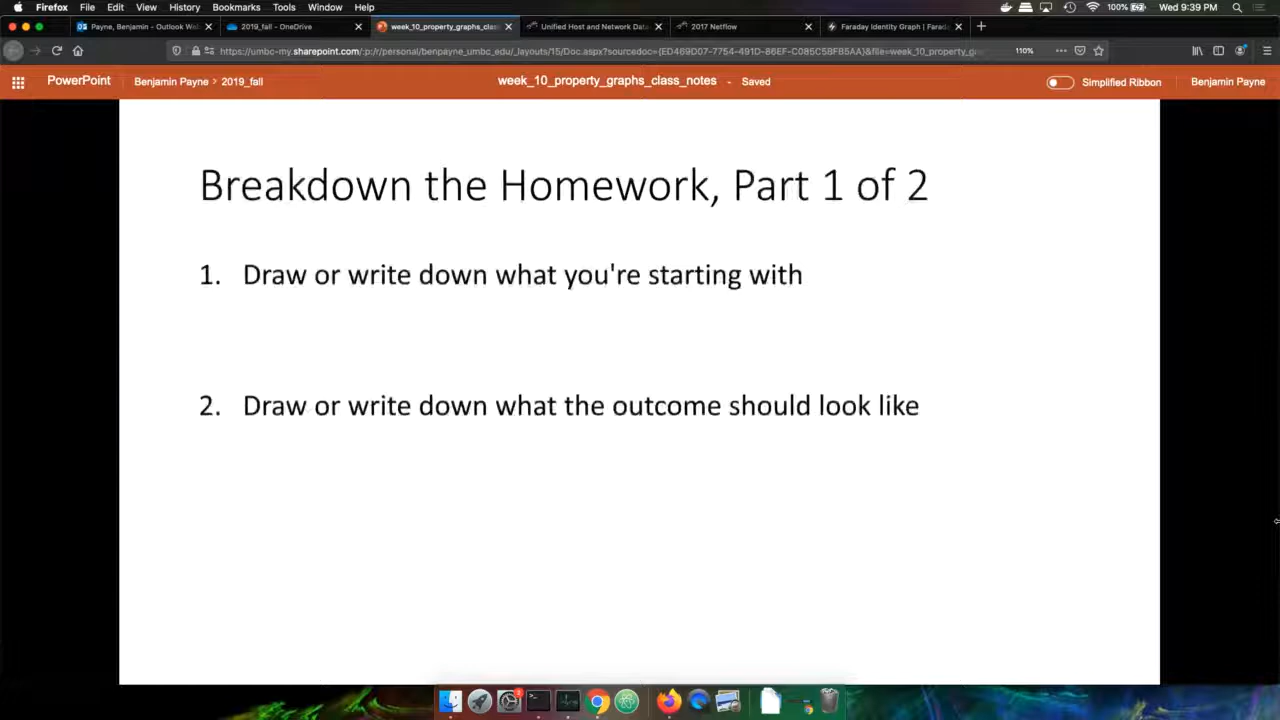 Firefox File Edit View History Bookmarks Tools Window Help 100% Wed 9:39 PM
Payne, Benjamin - Outlook We 2019_fall - OneDrive week_10_property_graphs_clas Unified Host and Network Dat 2017 Netflow Faraday Identity Graph | Farad
https://umbc-my.sharepoint.com/:p:/r/personal/benpayne_umbc_edu/_layouts/15/Doc.aspx?sourcedoc={ED469D07-7754-491D-86EF-C085C5BFB5AA}&file=week_10_property_g 110%
PowerPoint Benjamin Payne > 2019_fall week_10_property_graphs_class_notes - Saved Simplified Ribbon Benjamin Payne
Breakdown the Homework, Part 1 of 2
1. Draw or write down what you're starting with
2. Draw or write down what the outcome should look like